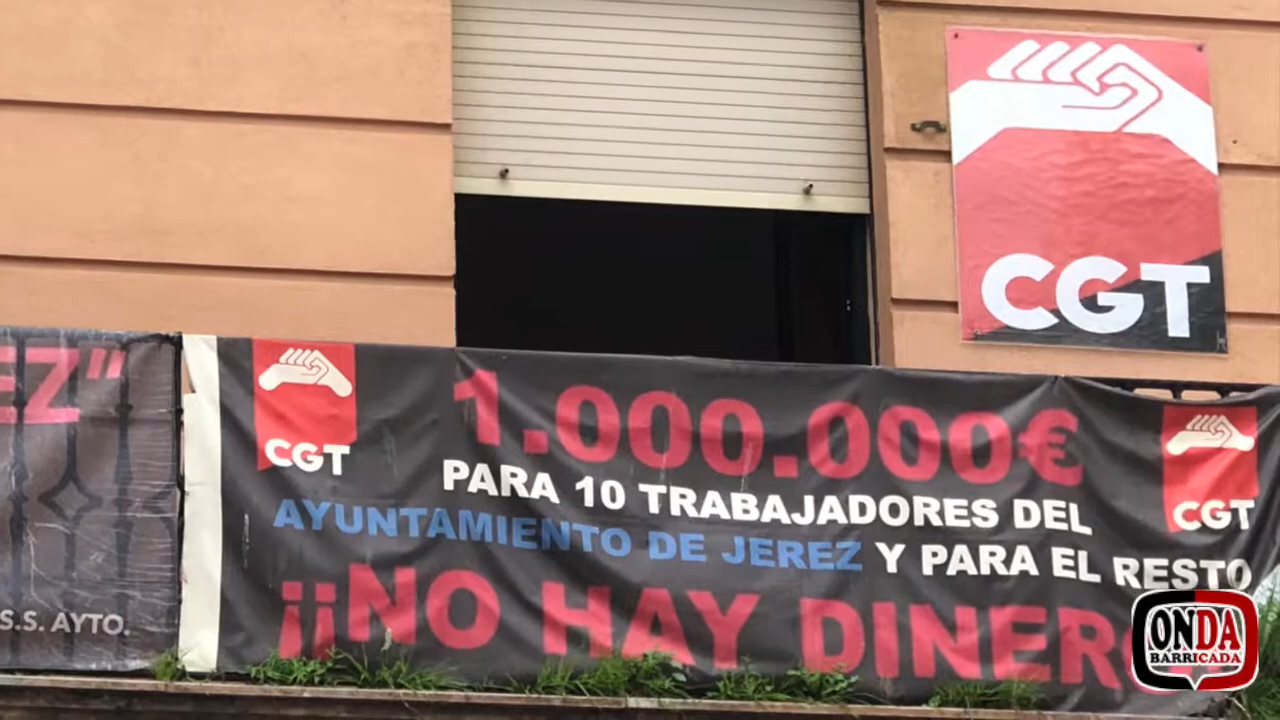 CGT
EZ"
S.S. AYTO.
CGT
1.000.000€
PARA 10 TRABAJADORES DEL
AYUNTAMIENTO DE JEREZ Y PARA EL RESTO
¡¡NO HAY DINERO
CGT
ONDA
BARRICADA